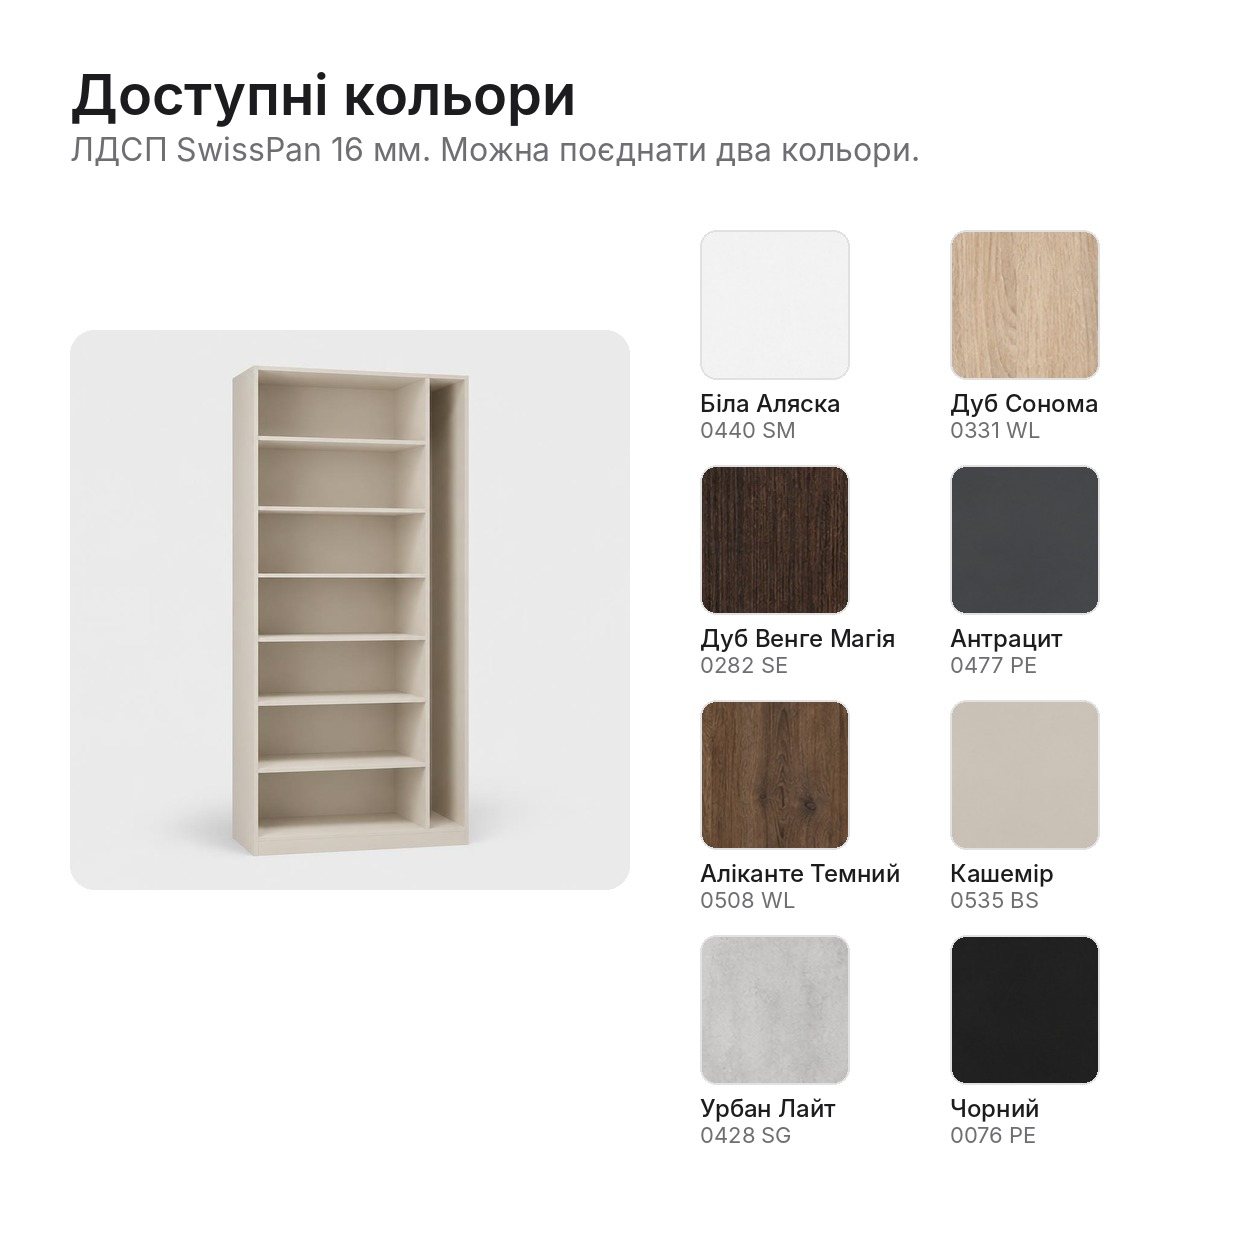 Доступні кольори
ЛДСП SwissPan 16 мм. Можна поєднати два кольори.
Біла Аляска
0440 SM
Дуб Сонома
0331 WL
Дуб Венге Магія
0282 SE
Антрацит
0477 PE
Аліканте Темний
0508 WL
Кашемір
0535 BS
Урбан Лайт
0428 SG
Чорний
0076 PE